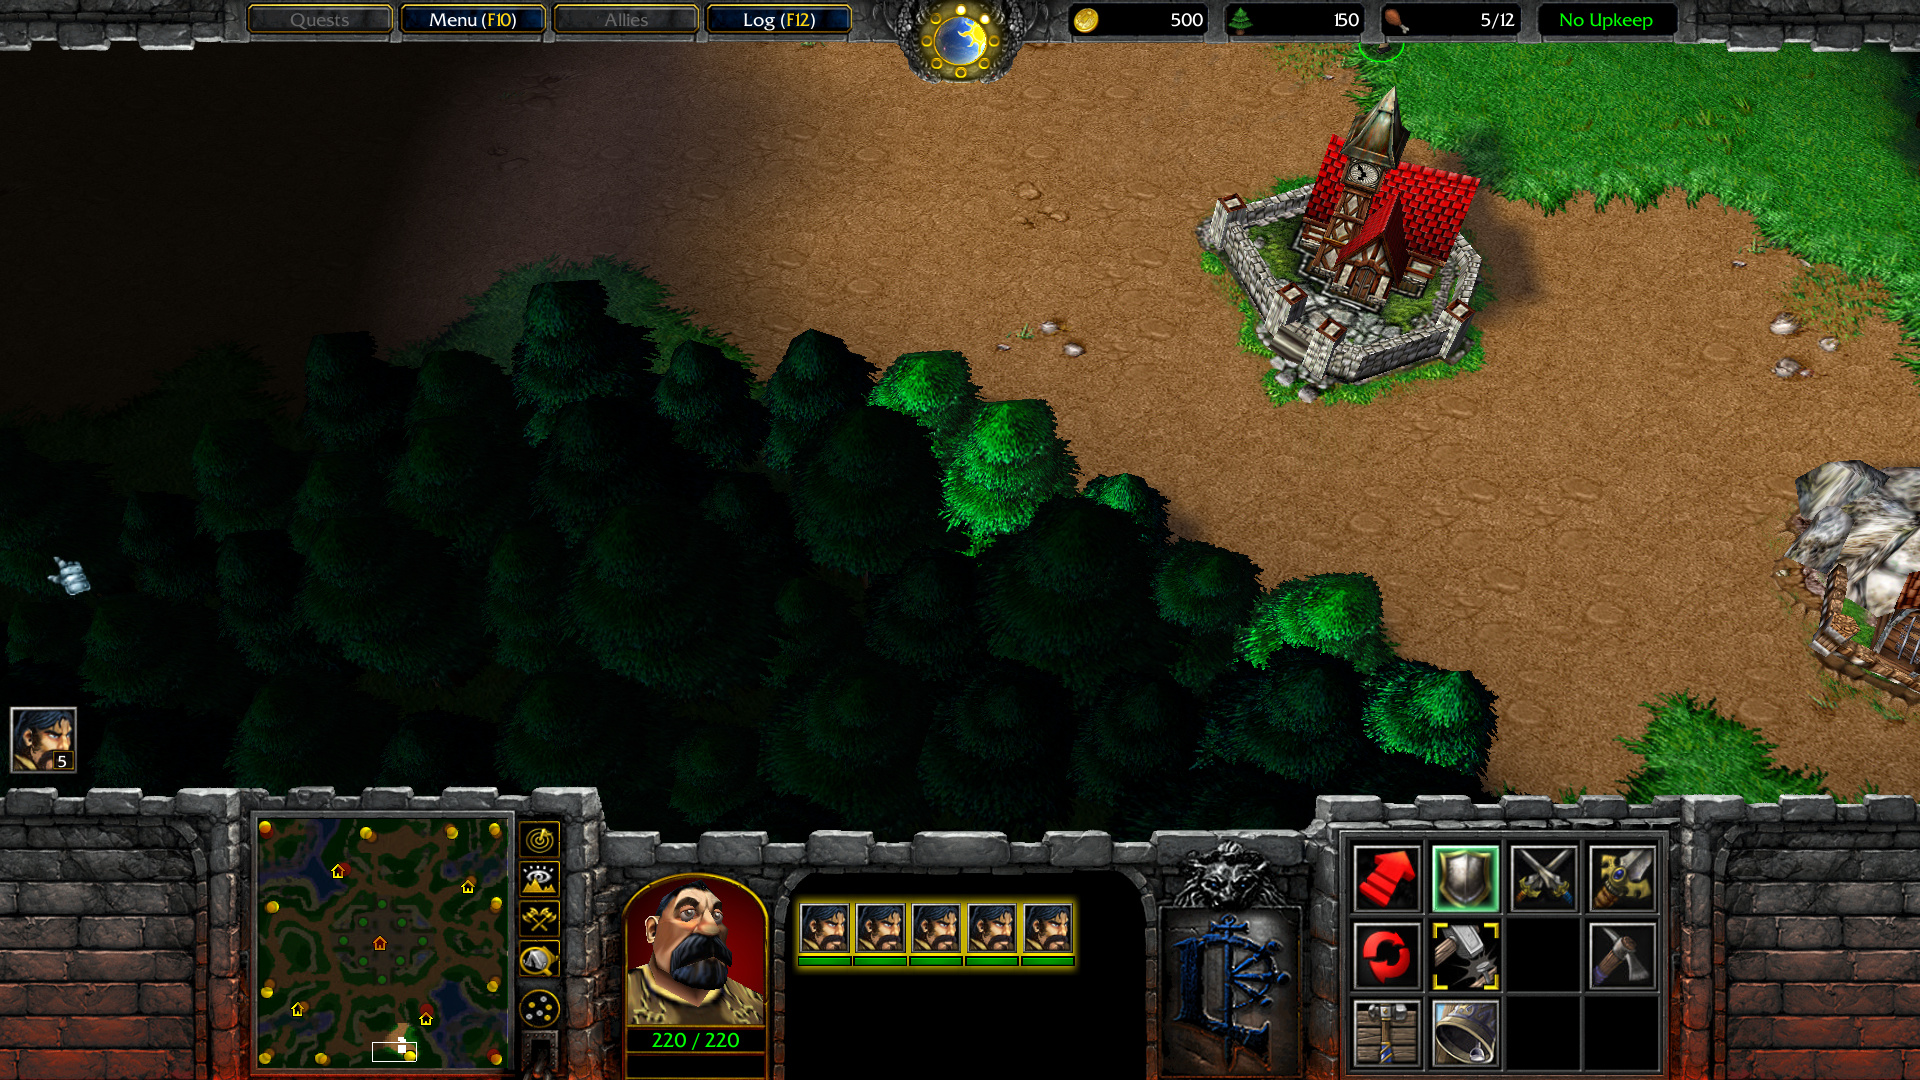 Quests
Menu (F10)
Allies
Log (F12)
500
150
5/12
No Upkeep
5
220 / 220